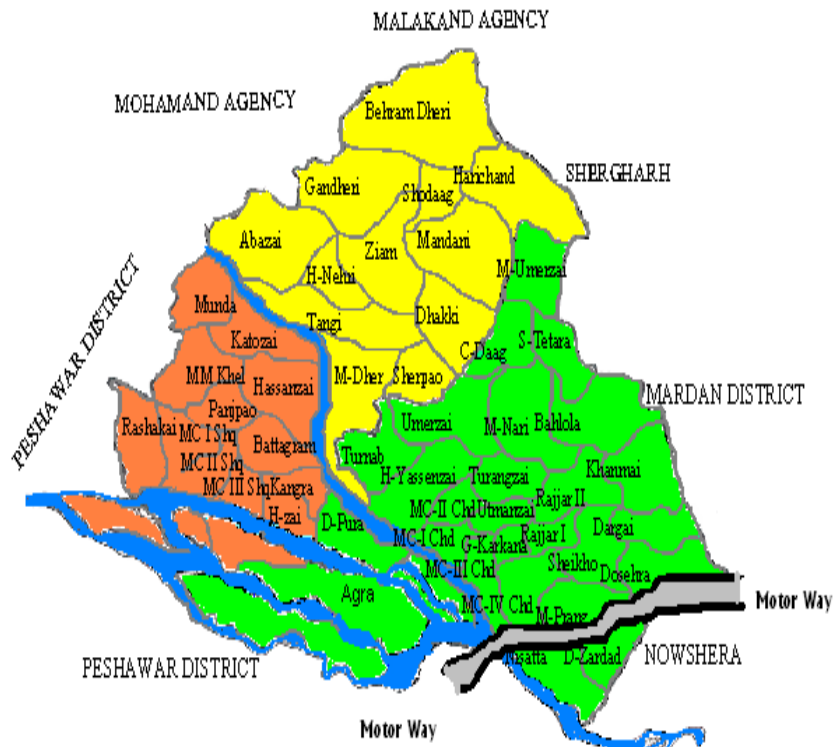 MALAKAND AGENCY
MOHAMAND AGENCY
Behram Dheri
SHERGHARH
Harichand
Gandheri
Shodaag
Abazai
Ziam
Mandani
H-Nehri
M-Umerzai
PESHAWAR DISTRICT
Munda
Tangi
Dhakki
Katozai
S-Tetara
C-Daag
MM Khel
Hassanzai
M-Dher
Sherpao
MARDAN DISTRICT
Paripao
Rashakai
MC I Shq
Umerzai
M-Nari
Bahlola
Battagram
Turnab
MC II Shq
H-Yassenzai
Turangzai
Khanmai
MC III Shq
Kangra
Rajjar II
MC-II Chd
Utmanzai
H-zai
D-Pura
MC-I Chd
G-Karkana
Rajjar I
Dargai
MC-III Chd
Sheikho
Dosehra
Agra
MC-IV Chd
M-Prang
Motor Way
PESHAWAR DISTRICT
Nisatta
D-Zardad
NOWSHERA
Motor Way